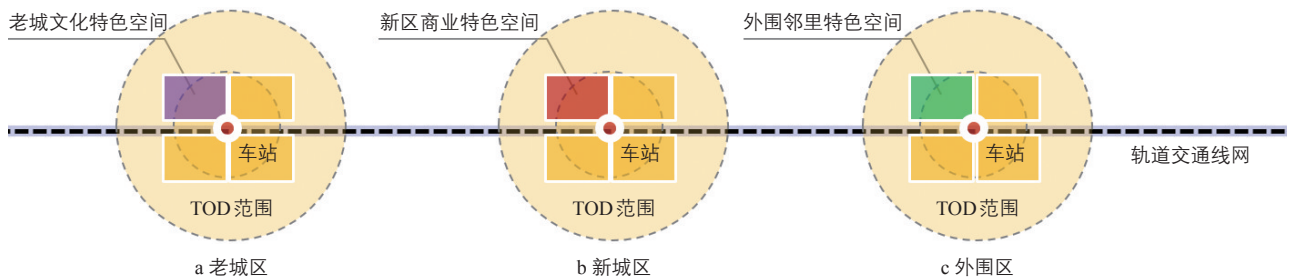 老城文化特色空间
新区商业特色空间
外围邻里特色空间
车站
车站
车站
轨道交通线网
TOD范围
TOD范围
TOD范围
a 老城区
b 新城区
c 外围区